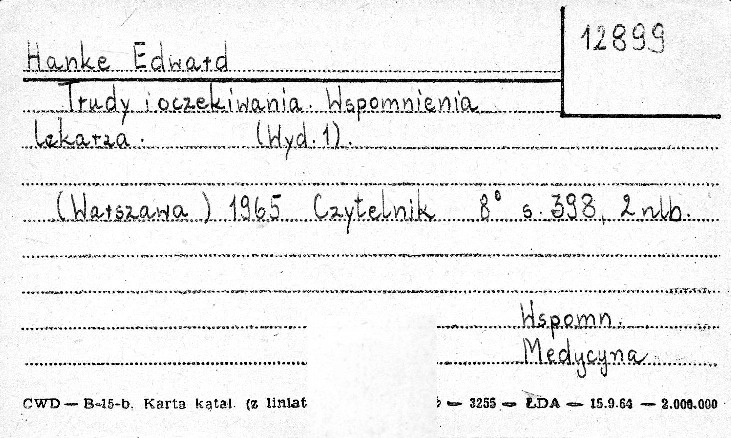 12899
Hanke Edward
Trudy i oczekiwania. Wspomnienia
lekarza. (Wyd. 1).
(Warszawa) 1965 Czytelnik 8° s. 398, 2 nlb.
Wspomn.
Medycyna
CWD — B-15-b. Karta katal. (z liniat — 3255 — ŁDA — 15.9.64 — 2.000.000